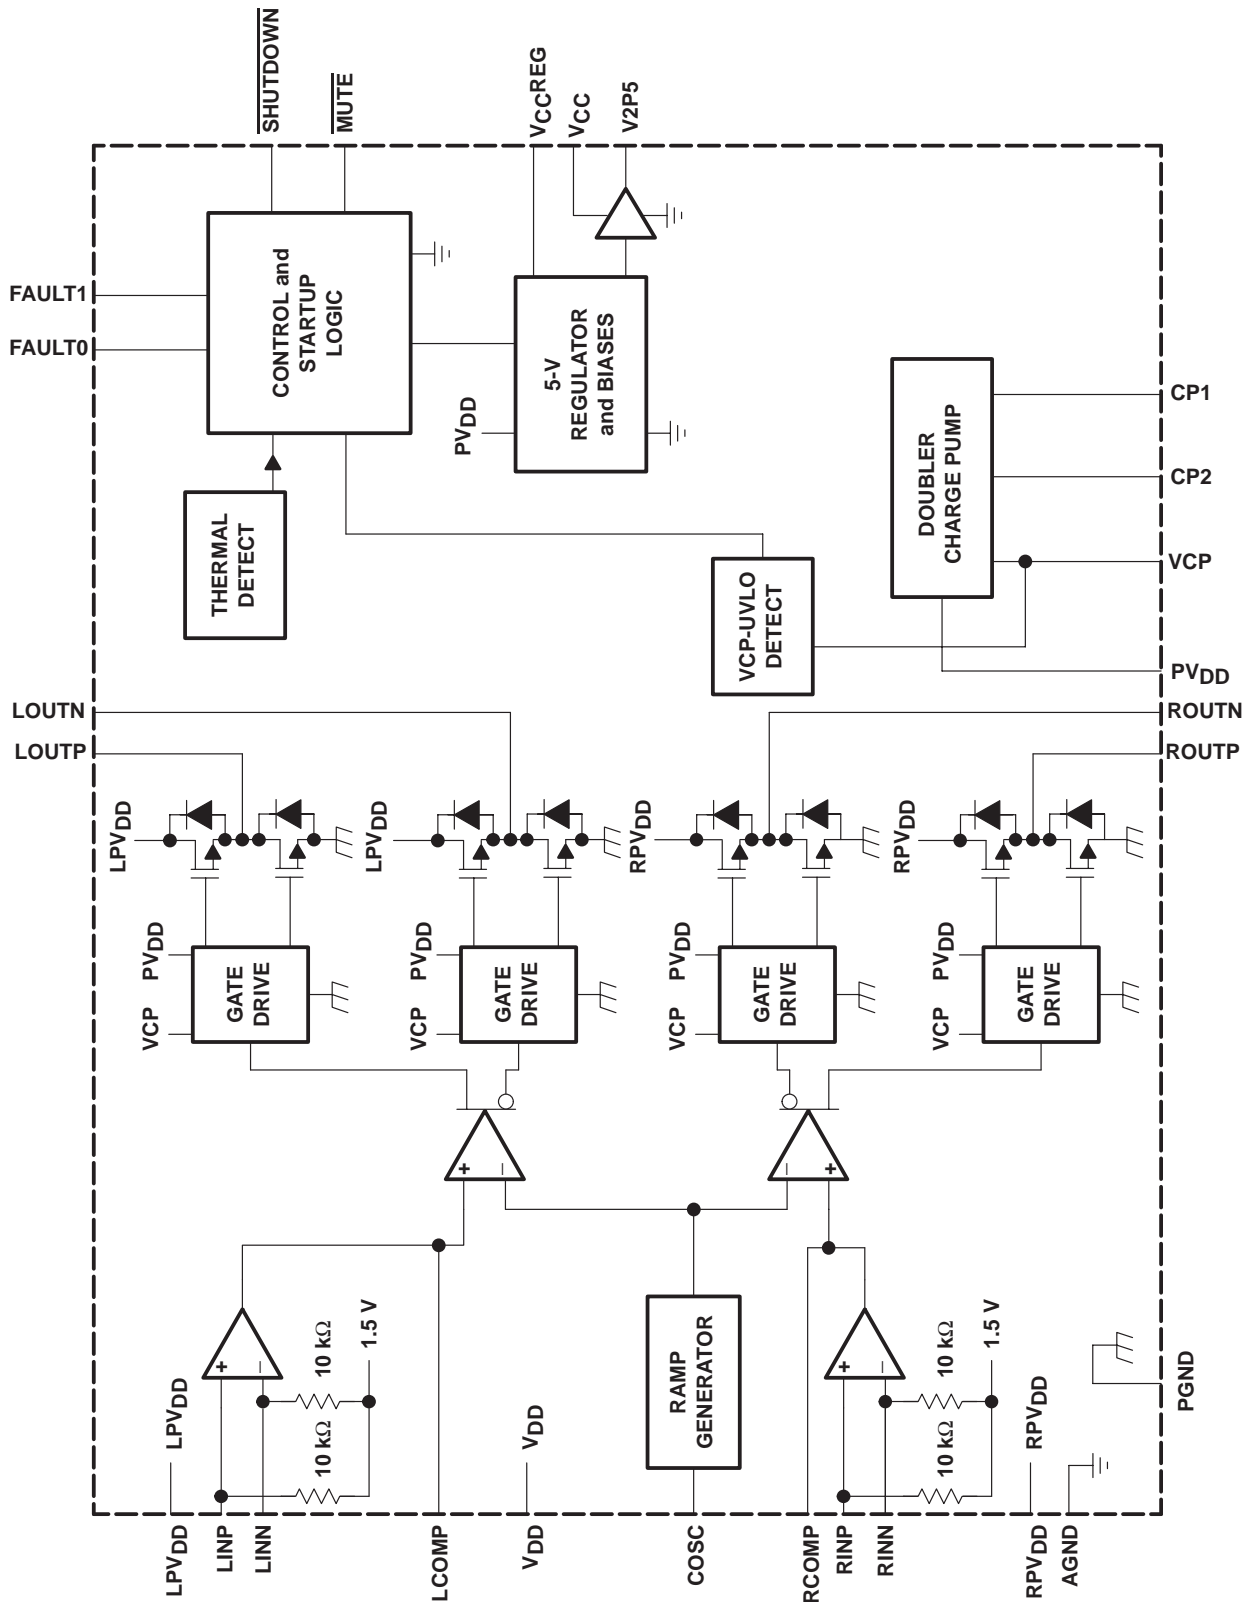 SHUTDOWN
MUTE
VCCREG
VCC
V2P5
FAULT1
FAULT0
CONTROL and
STARTUP
LOGIC
PVDD
5-V
REGULATOR
and BIASES
THERMAL
DETECT
VCP-UVLO
DETECT
DOUBLER
CHARGE PUMP
CP1
CP2
VCP
PVDD
LOUTN
LOUTP
ROUTN
ROUTP
LPVDD
LPVDD
RPVDD
RPVDD
PVDD
VCP
GATE
DRIVE
PVDD
VCP
GATE
DRIVE
PVDD
VCP
GATE
DRIVE
PVDD
VCP
GATE
DRIVE
+
–
–
+
+
–
10 kΩ
10 kΩ
1.5 V
LPVDD
VDD
RAMP
GENERATOR
+
–
10 kΩ
10 kΩ
1.5 V
RPVDD
PGND
LPVDD
LINP
LINN
LCOMP
VDD
COSC
RCOMP
RINP
RINN
RPVDD
AGND